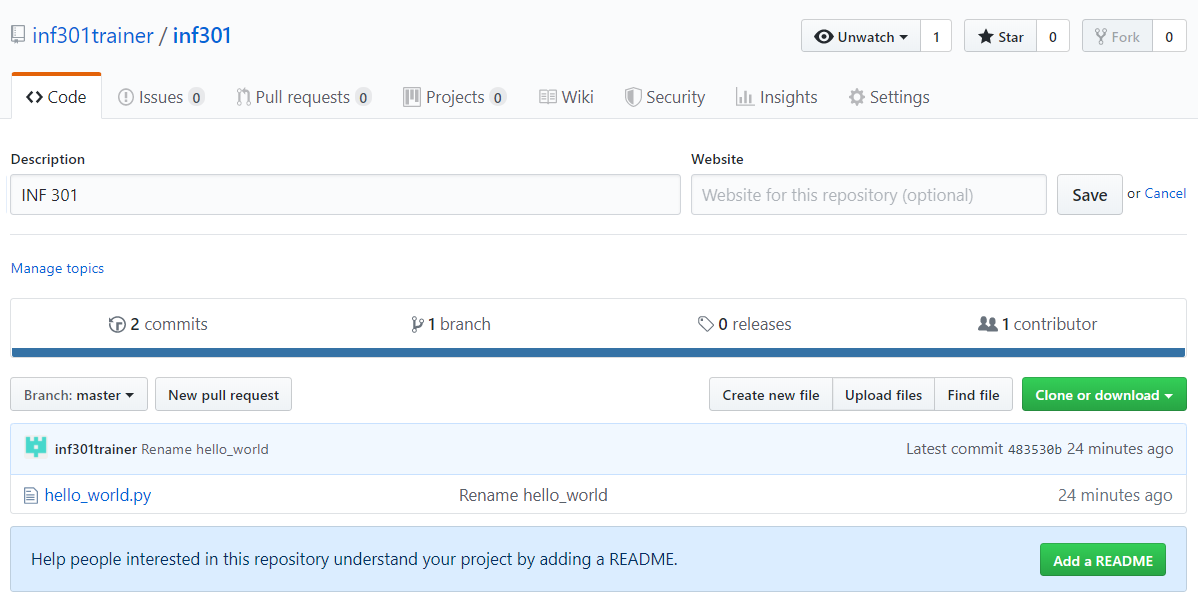 inf301trainer / inf301
Unwatch 1 Star 0 Fork 0
Code Issues 0 Pull requests 0 Projects 0 Wiki Security Insights Settings
Description Website
INF 301 Website for this repository (optional) Save or Cancel
Manage topics
2 commits 1 branch 0 releases 1 contributor
Branch: master New pull request Create new file Upload files Find file Clone or download
inf301trainer Rename hello_world Latest commit 483530b 24 minutes ago
hello_world.py Rename hello_world 24 minutes ago
Help people interested in this repository understand your project by adding a README. Add a README